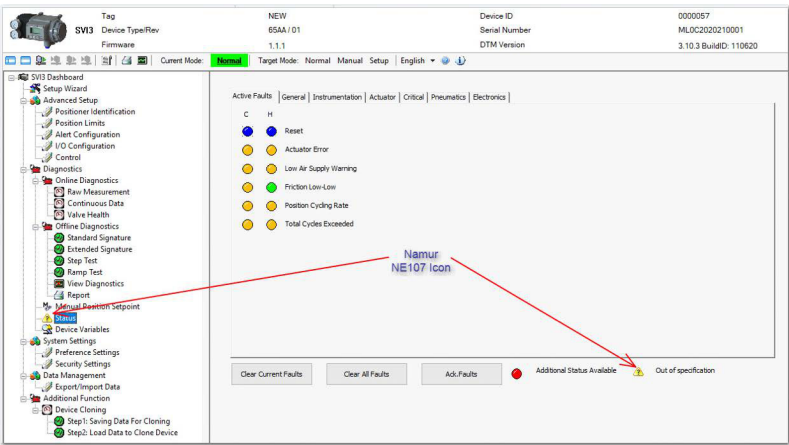 Tag NEW Device ID 0000057
SVI3 Device Type/Rev 65AA / 01 Serial Number ML0C2020210001
Firmware 1.1.1 DTM Version 3.10.3 BuildID: 110620
Current Mode: Normal Target Mode: Normal Manual Setup English
SVI3 Dashboard
Setup Wizard
Advanced Setup
Positioner Identification
Position Limits
Alert Configuration
I/O Configuration
Control
Diagnostics
Online Diagnostics
Raw Measurement
Continuous Data
Valve Health
Offline Diagnostics
Standard Signature
Extended Signature
Step Test
Ramp Test
View Diagnostics
Report
Manual Position Setpoint
Status
Device Variables
System Settings
Preference Settings
Security Settings
Data Management
Export/Import Data
Additional Function
Device Cloning
Step1: Saving Data For Cloning
Step2: Load Data to Clone Device
Active Faults General Instrumentation Actuator Critical Pneumatics Electronics
C H
Reset
Actuator Error
Low Air Supply Warning
Friction Low-Low
Position Cycling Rate
Total Cycles Exceeded
Namur
NE107 Icon
Clear Current Faults Clear All Faults Ack.Faults Additional Status Available Out of specification